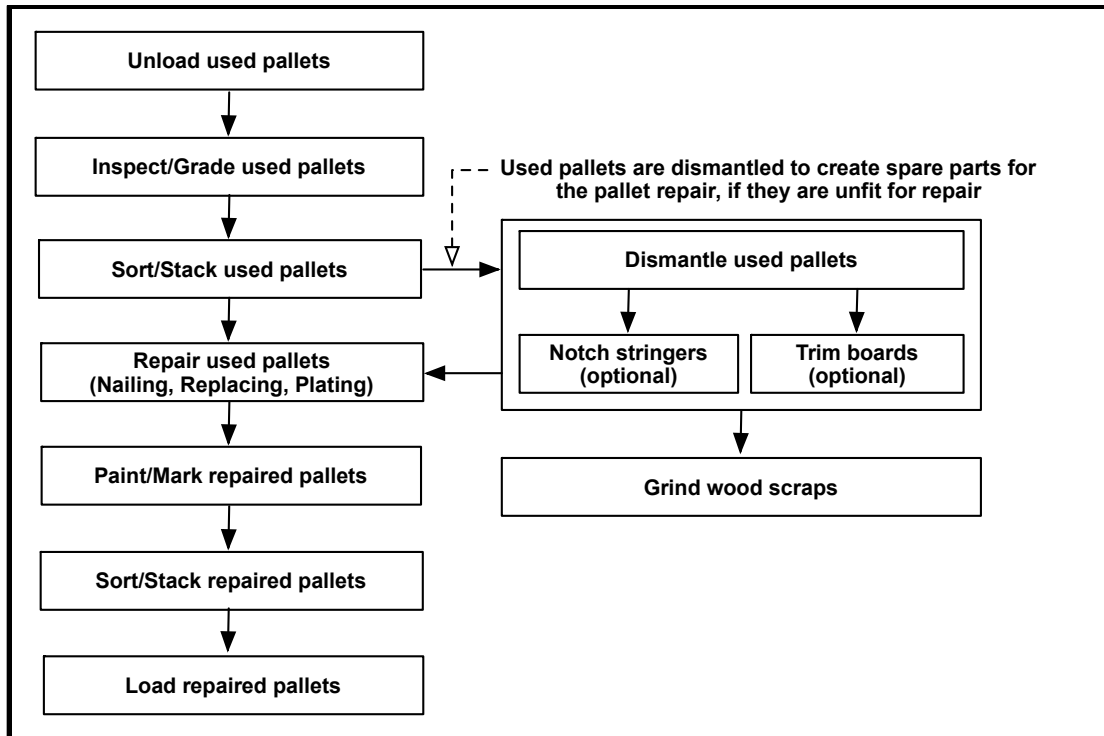 Unload used pallets
Inspect/Grade used pallets
Used pallets are dismantled to create spare parts for
the pallet repair, if they are unfit for repair
Sort/Stack used pallets
Dismantle used pallets
Notch stringers
(optional)
Trim boards
(optional)
Repair used pallets
(Nailing, Replacing, Plating)
Paint/Mark repaired pallets
Grind wood scraps
Sort/Stack repaired pallets
Load repaired pallets